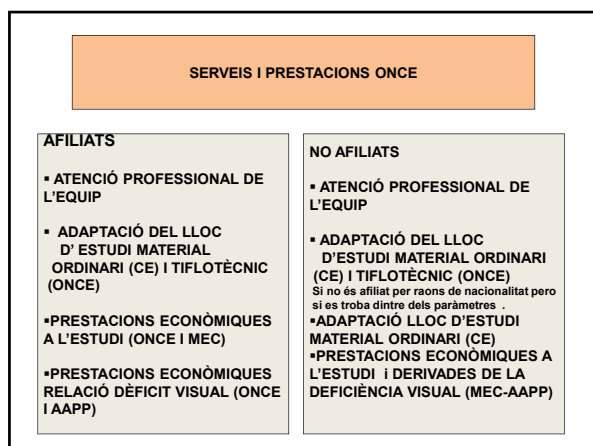 SERVEIS I PRESTACIONS ONCE
AFILIATS
▪ ATENCIÓ PROFESSIONAL DE
L’EQUIP
▪ ADAPTACIÓ DEL LLOC
D’ ESTUDI MATERIAL
ORDINARI (CE) I TIFLOTÈCNIC
(ONCE)
▪PRESTACIONS ECONÒMIQUES
A L’ESTUDI (ONCE I MEC)
▪PRESTACIONS ECONÒMIQUES
RELACIÓ DÈFICIT VISUAL (ONCE
I AAPP)
NO AFILIATS
▪ ATENCIÓ PROFESSIONAL DE
L’EQUIP
▪ ADAPTACIÓ DEL LLOC
D’ESTUDI MATERIAL ORDINARI
(CE) I TIFLOTÈCNIC (ONCE)
Si no és afiliat per raons de nacionalitat pero
si es troba dintre dels paràmetres .
▪ADAPTACIÓ LLOC D’ESTUDI
MATERIAL ORDINARI (CE)
▪PRESTACIONS ECONÒMIQUES A
L’ESTUDI i DERIVADES DE LA
DEFICIÈNCIA VISUAL (MEC-AAPP)